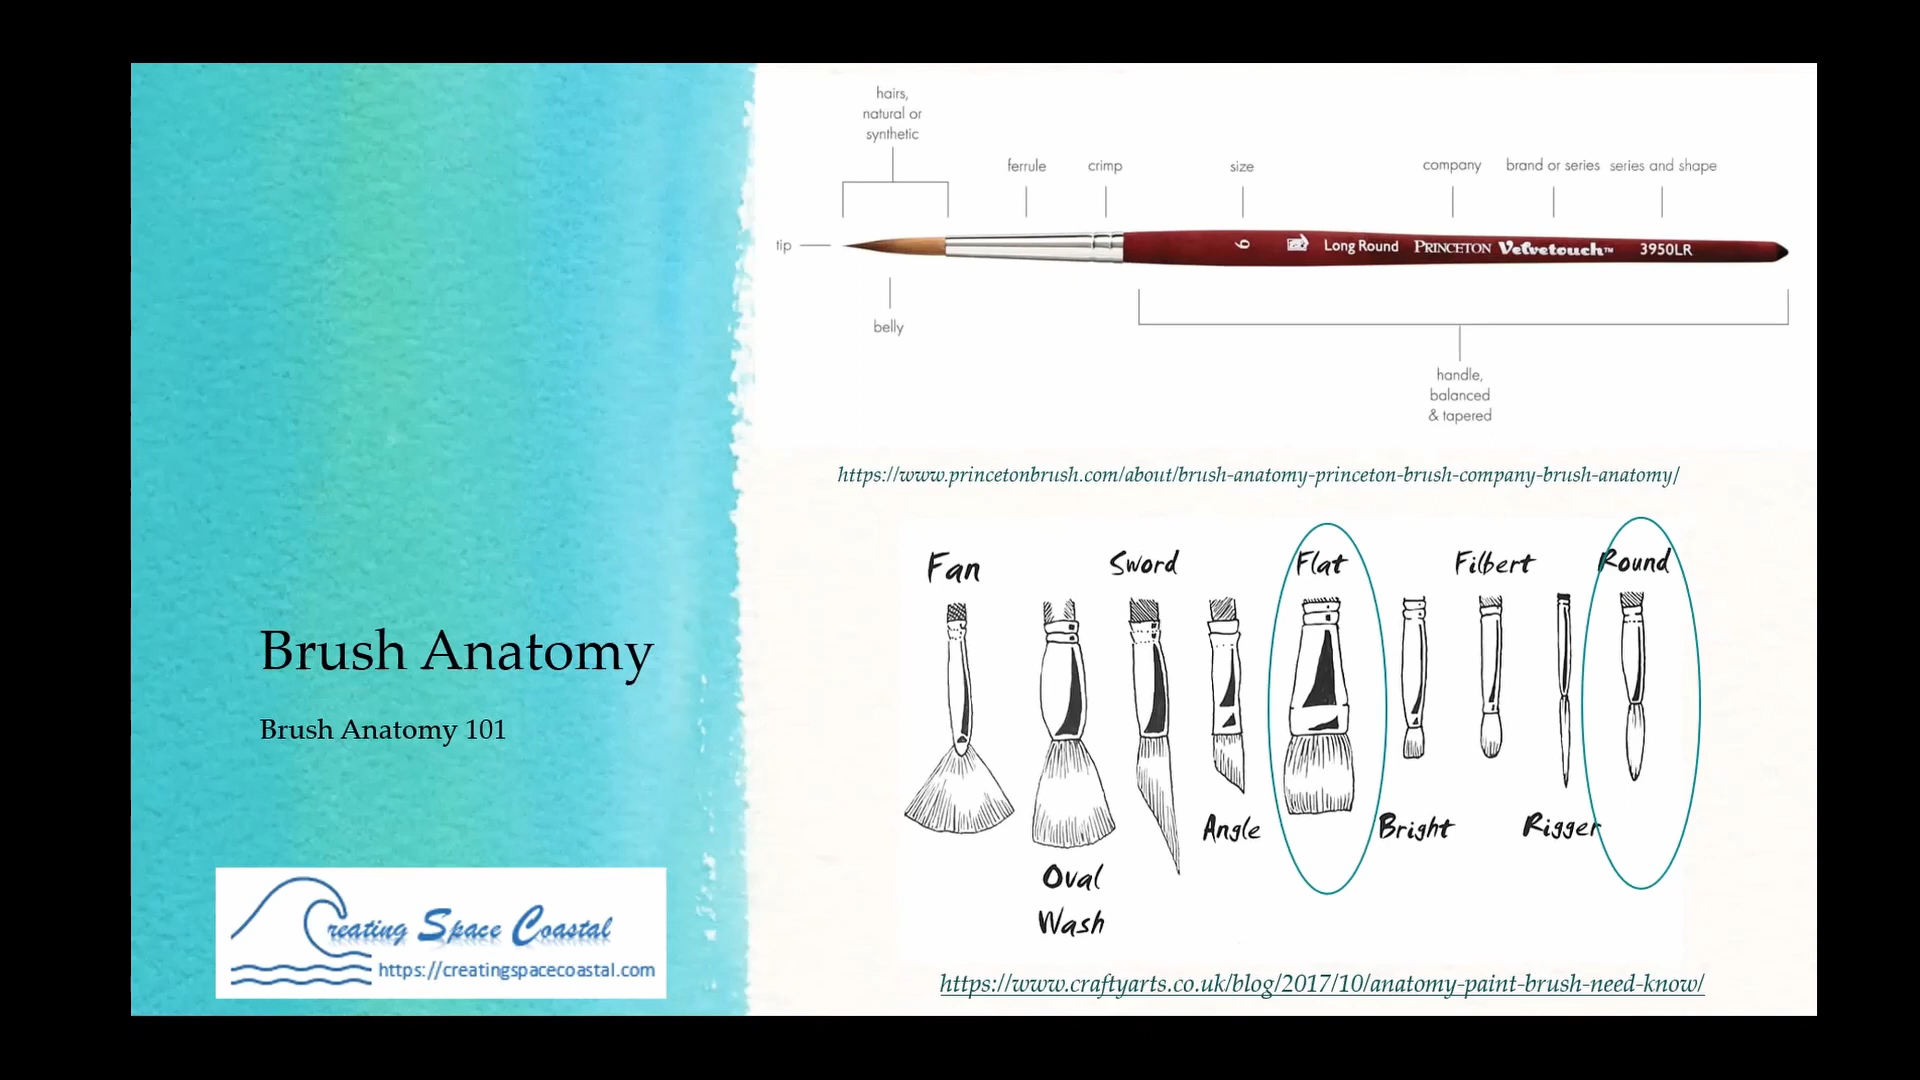 hairs,
natural or
synthetic
ferrule
crimp
size
company
brand or series
series and shape
tip
6 Long Round PRINCETON Velvetouch™ 3950LR
belly
handle,
balanced
& tapered
https://www.princetonbrush.com/about/brush-anatomy-princeton-brush-company-brush-anatomy/
Fan
Sword
Flat
Filbert
Round
Angle
Bright
Rigger
Oval
Wash
https://www.craftyarts.co.uk/blog/2017/10/anatomy-paint-brush-need-know/
Brush Anatomy
Brush Anatomy 101
Creating Space Coastal
https://creatingspacecoastal.com